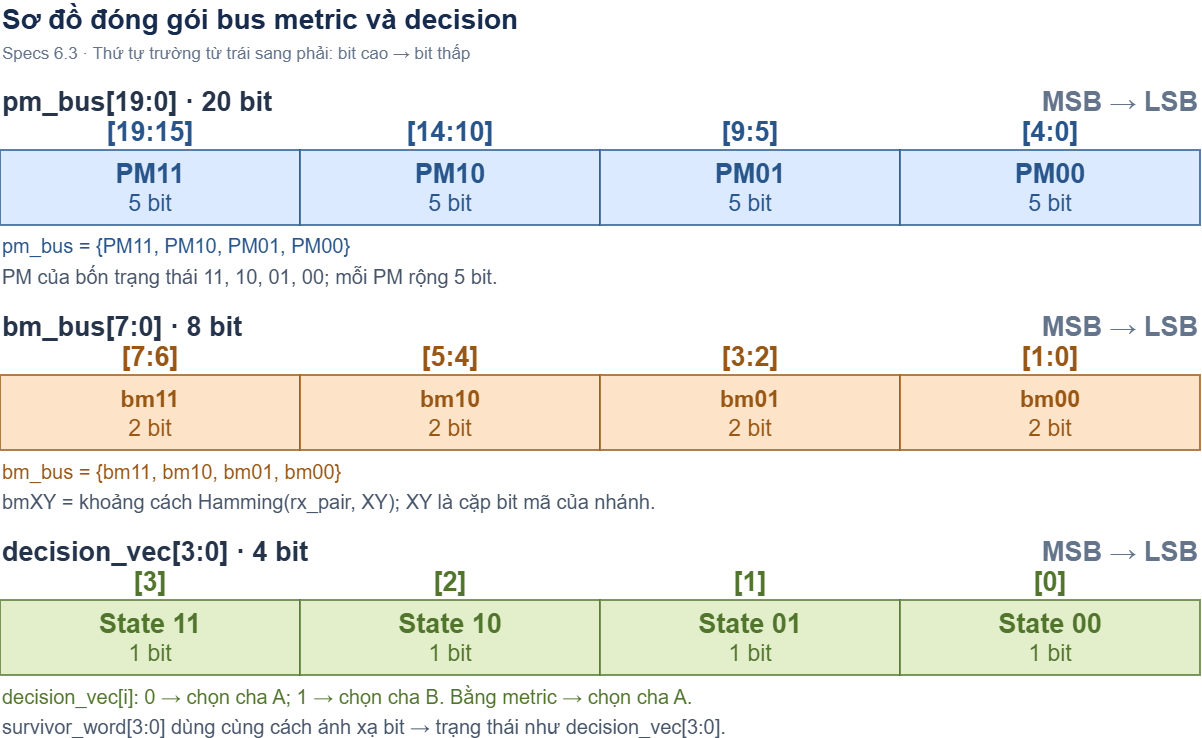 Sơ đồ đóng gói bus metric và decision
Specs 6.3 · Thứ tự trường từ trái sang phải: bit cao → bit thấp
pm_bus[19:0] · 20 bit MSB → LSB
[19:15] [14:10] [9:5] [4:0]
PM11 PM10 PM01 PM00
5 bit 5 bit 5 bit 5 bit
pm_bus = {PM11, PM10, PM01, PM00}
PM của bốn trạng thái 11, 10, 01, 00; mỗi PM rộng 5 bit.
bm_bus[7:0] · 8 bit MSB → LSB
[7:6] [5:4] [3:2] [1:0]
bm11 bm10 bm01 bm00
2 bit 2 bit 2 bit 2 bit
bm_bus = {bm11, bm10, bm01, bm00}
bmXY = khoảng cách Hamming(rx_pair, XY); XY là cặp bit mã của nhánh.
decision_vec[3:0] · 4 bit MSB → LSB
[3] [2] [1] [0]
State 11 State 10 State 01 State 00
1 bit 1 bit 1 bit 1 bit
decision_vec[i]: 0 → chọn cha A; 1 → chọn cha B. Bằng metric → chọn cha A.
survivor_word[3:0] dùng cùng cách ánh xạ bit → trạng thái như decision_vec[3:0].